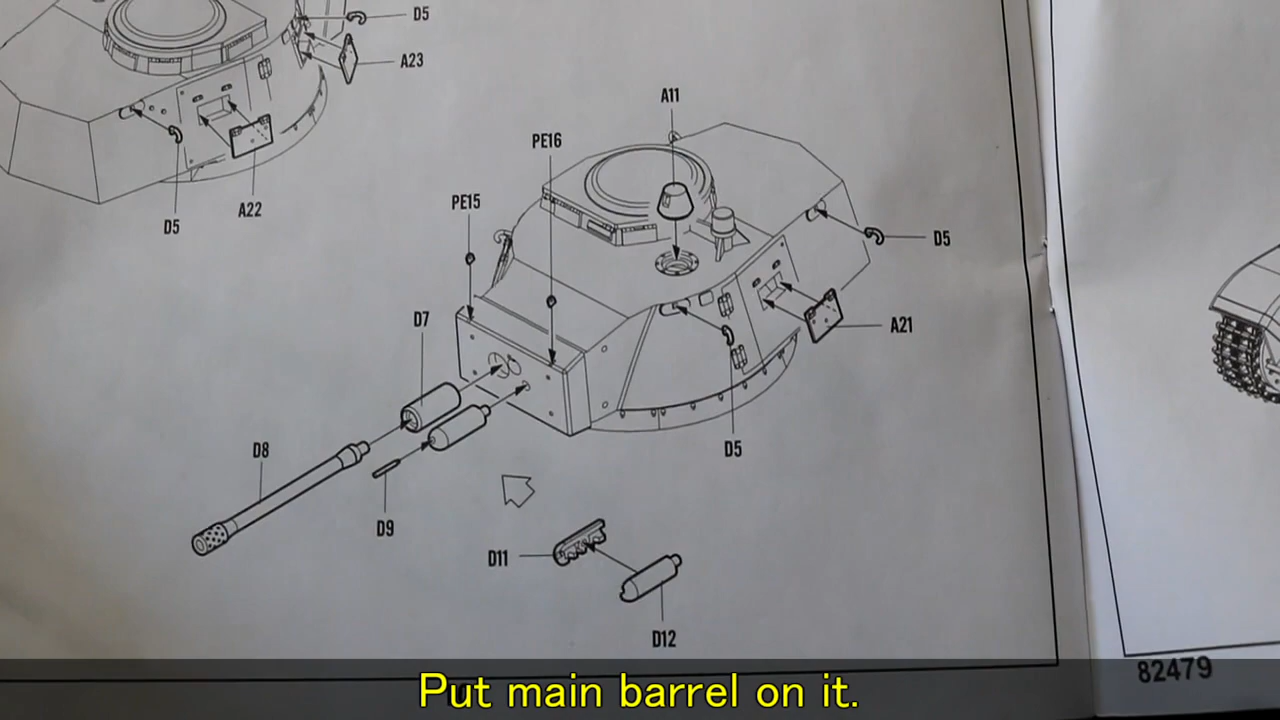 D5
A23
A11
PE16
PE15
A22
D5
D5
D7
A21
D8
D5
D9
D11
D12
82479
Put main barrel on it.